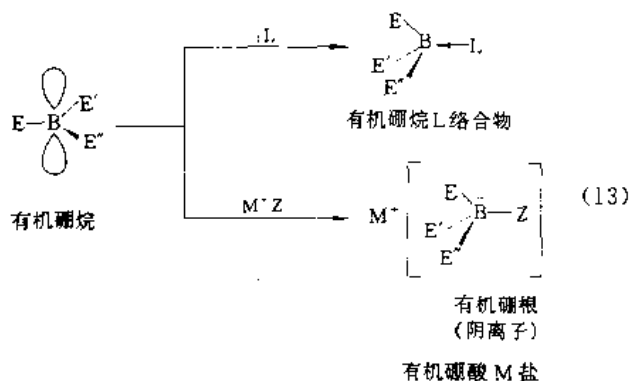 :L
E
B←L
E′
E″
有机硼烷L络合物
E—B
E′
E″
有机硼烷
M⁺Z
M⁺
E
B̄—Z
E′
E″
(13)
有机硼根
(阴离子)
有机硼酸M盐